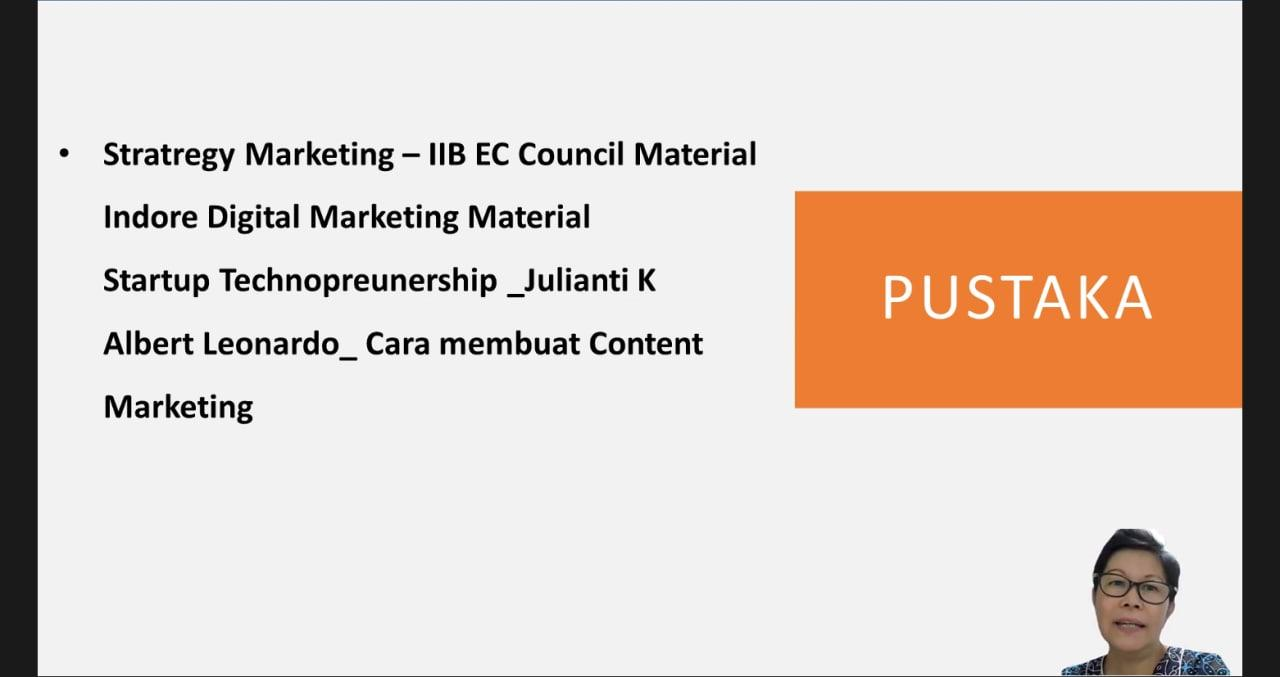 • Stratregy Marketing – IIB EC Council Material
Indore Digital Marketing Material
Startup Technopreunership _Julianti K
Albert Leonardo_ Cara membuat Content
Marketing
PUSTAKA